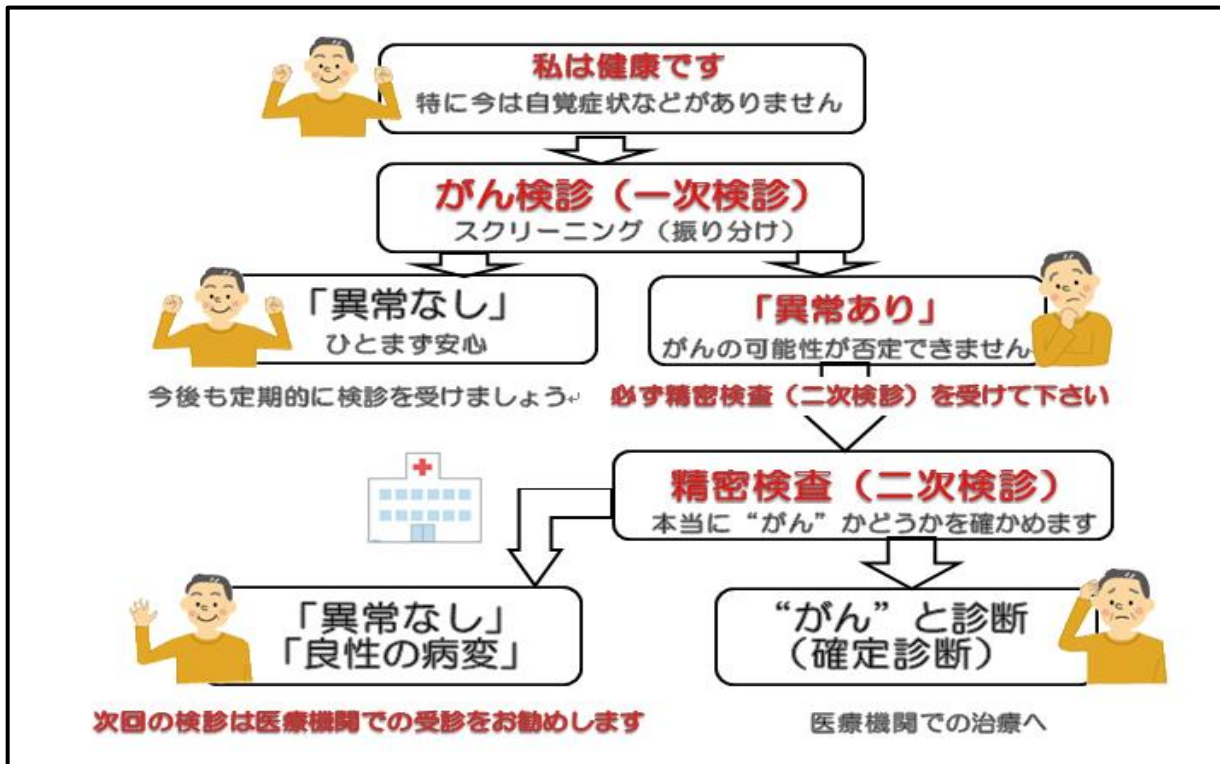 私は健康です
特に今は自覚症状などがありません
がん検診（一次検診）
スクリーニング（振り分け）
「異常なし」
ひとまず安心
今後も定期的に検診を受けましょう
「異常あり」
がんの可能性が否定できません
必ず精密検査（二次検診）を受けて下さい
精密検査（二次検診）
本当に“がん”かどうかを確かめます
「異常なし」
「良性の病変」
次回の検診は医療機関での受診をお勧めします
“がん”と診断
（確定診断）
医療機関での治療へ